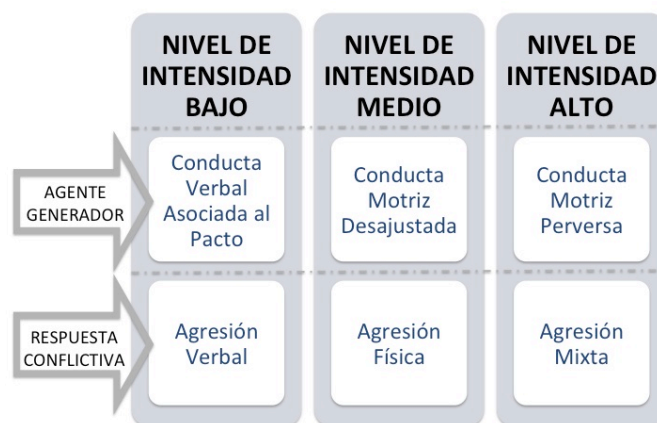 NIVEL DE
INTENSIDAD
BAJO
NIVEL DE
INTENSIDAD
MEDIO
NIVEL DE
INTENSIDAD
ALTO
AGENTE
GENERADOR
Conducta
Verbal
Asociada al
Pacto
Conducta
Motriz
Desajustada
Conducta
Motriz
Perversa
RESPUESTA
CONFLICTIVA
Agresión
Verbal
Agresión
Física
Agresión
Mixta